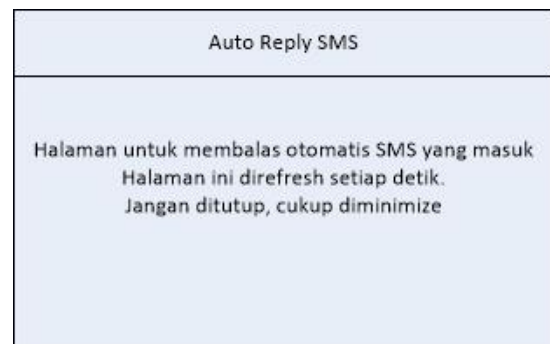 Auto Reply SMS
Halaman untuk membalas otomatis SMS yang masuk
Halaman ini direfresh setiap detik.
Jangan ditutup, cukup diminimize